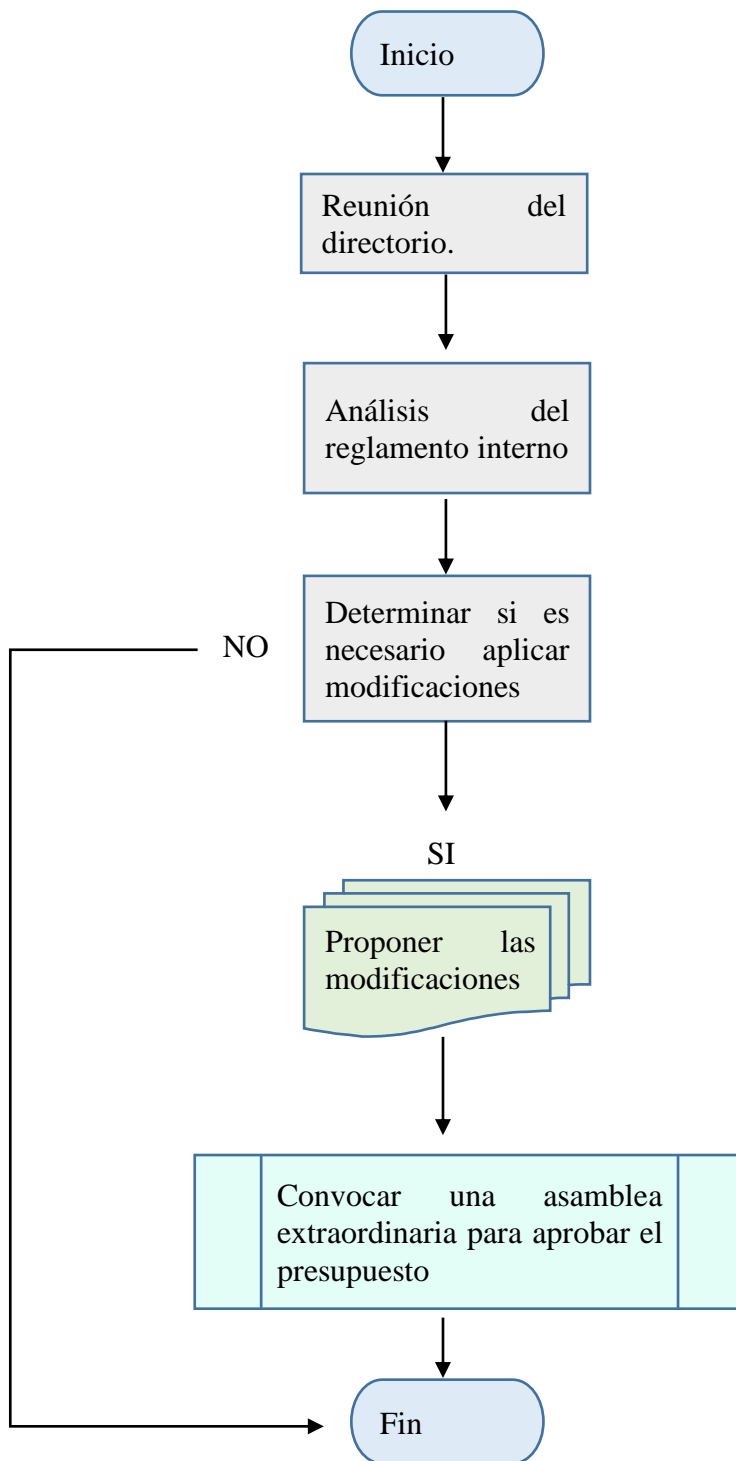 Inicio
Reunión del
directorio.
Análisis del
reglamento interno
Determinar si es
necesario aplicar
modificaciones
NO
SI
Proponer las
modificaciones
Convocar una asamblea
extraordinaria para aprobar el
presupuesto
Fin